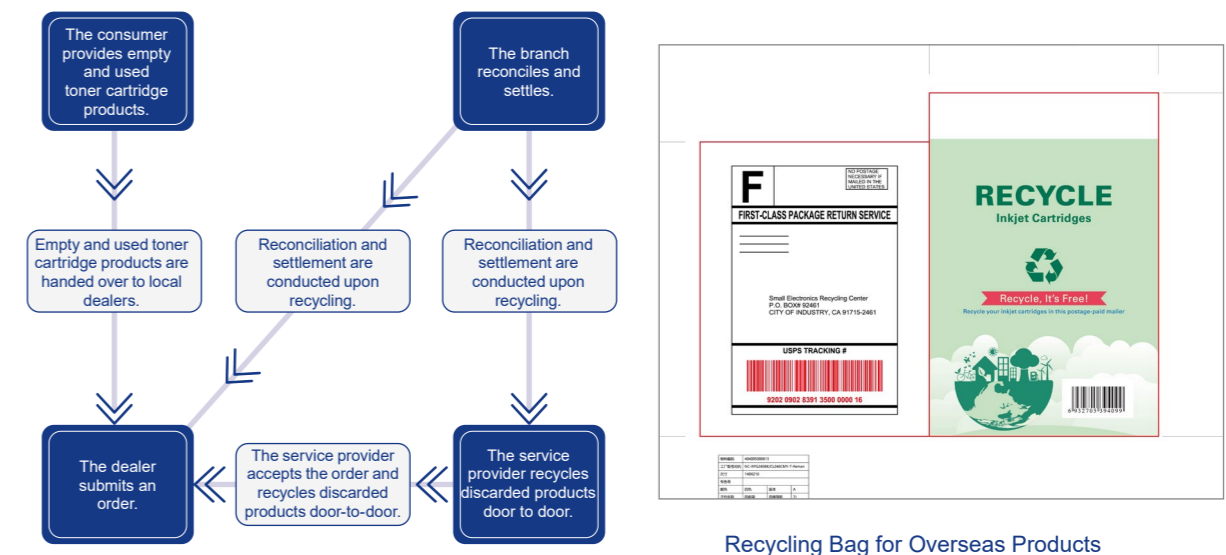 The consumer
provides empty
and used
toner cartridge
products.
The branch
reconciles and
settles.
Empty and used toner
cartridge products are
handed over to local
dealers.
Reconciliation and
settlement are
conducted upon
recycling.
Reconciliation and
settlement are
conducted upon
recycling.
The dealer
submits an
order.
The service provider
accepts the order and
recycles discarded
products door-to-door.
The service
provider recycles
discarded products
door to door.
F
NO POSTAGE
NECESSARY IF
MAILED IN THE
UNITED STATES
FIRST-CLASS PACKAGE RETURN SERVICE
Small Electronics Recycling Center
P.O. BOX# 92461
CITY OF INDUSTRY, CA 91715-2461
USPS TRACKING #
9202 0902 8391 3500 0000 16
RECYCLE
Inkjet Cartridges
Recycle, It's Free!
Recycle your inkjet cartridges in this postage-paid mailer
6 932703 394099
Recycling Bag for Overseas Products